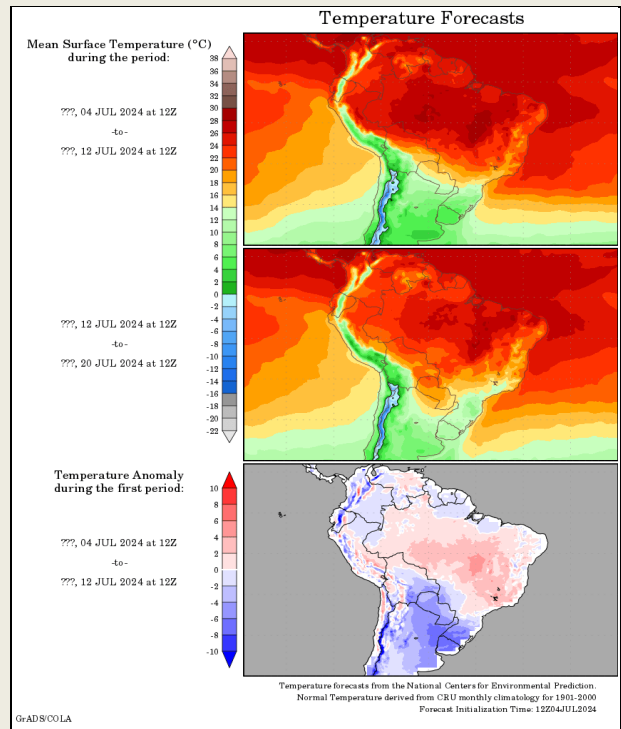 Temperature Forecasts
Mean Surface Temperature (°C)
during the period:
38
36
34
32
30
28
26
24
22
20
18
16
14
12
10
8
6
4
2
0
-2
-4
-6
-8
-10
-12
-14
-16
-18
-20
-22
???, 04 JUL 2024 at 12Z
-to-
???, 12 JUL 2024 at 12Z
???, 12 JUL 2024 at 12Z
-to-
???, 20 JUL 2024 at 12Z
Temperature Anomaly
during the first period:
10
8
6
4
2
0
-2
-4
-6
-8
-10
???, 04 JUL 2024 at 12Z
-to-
???, 12 JUL 2024 at 12Z
Temperature forecasts from the National Centers for Environmental Prediction.
Normal Temperature derived from CRU monthly climatology for 1901-2000
Forecast Initialization Time: 12Z04JUL2024
GrADS/COLA